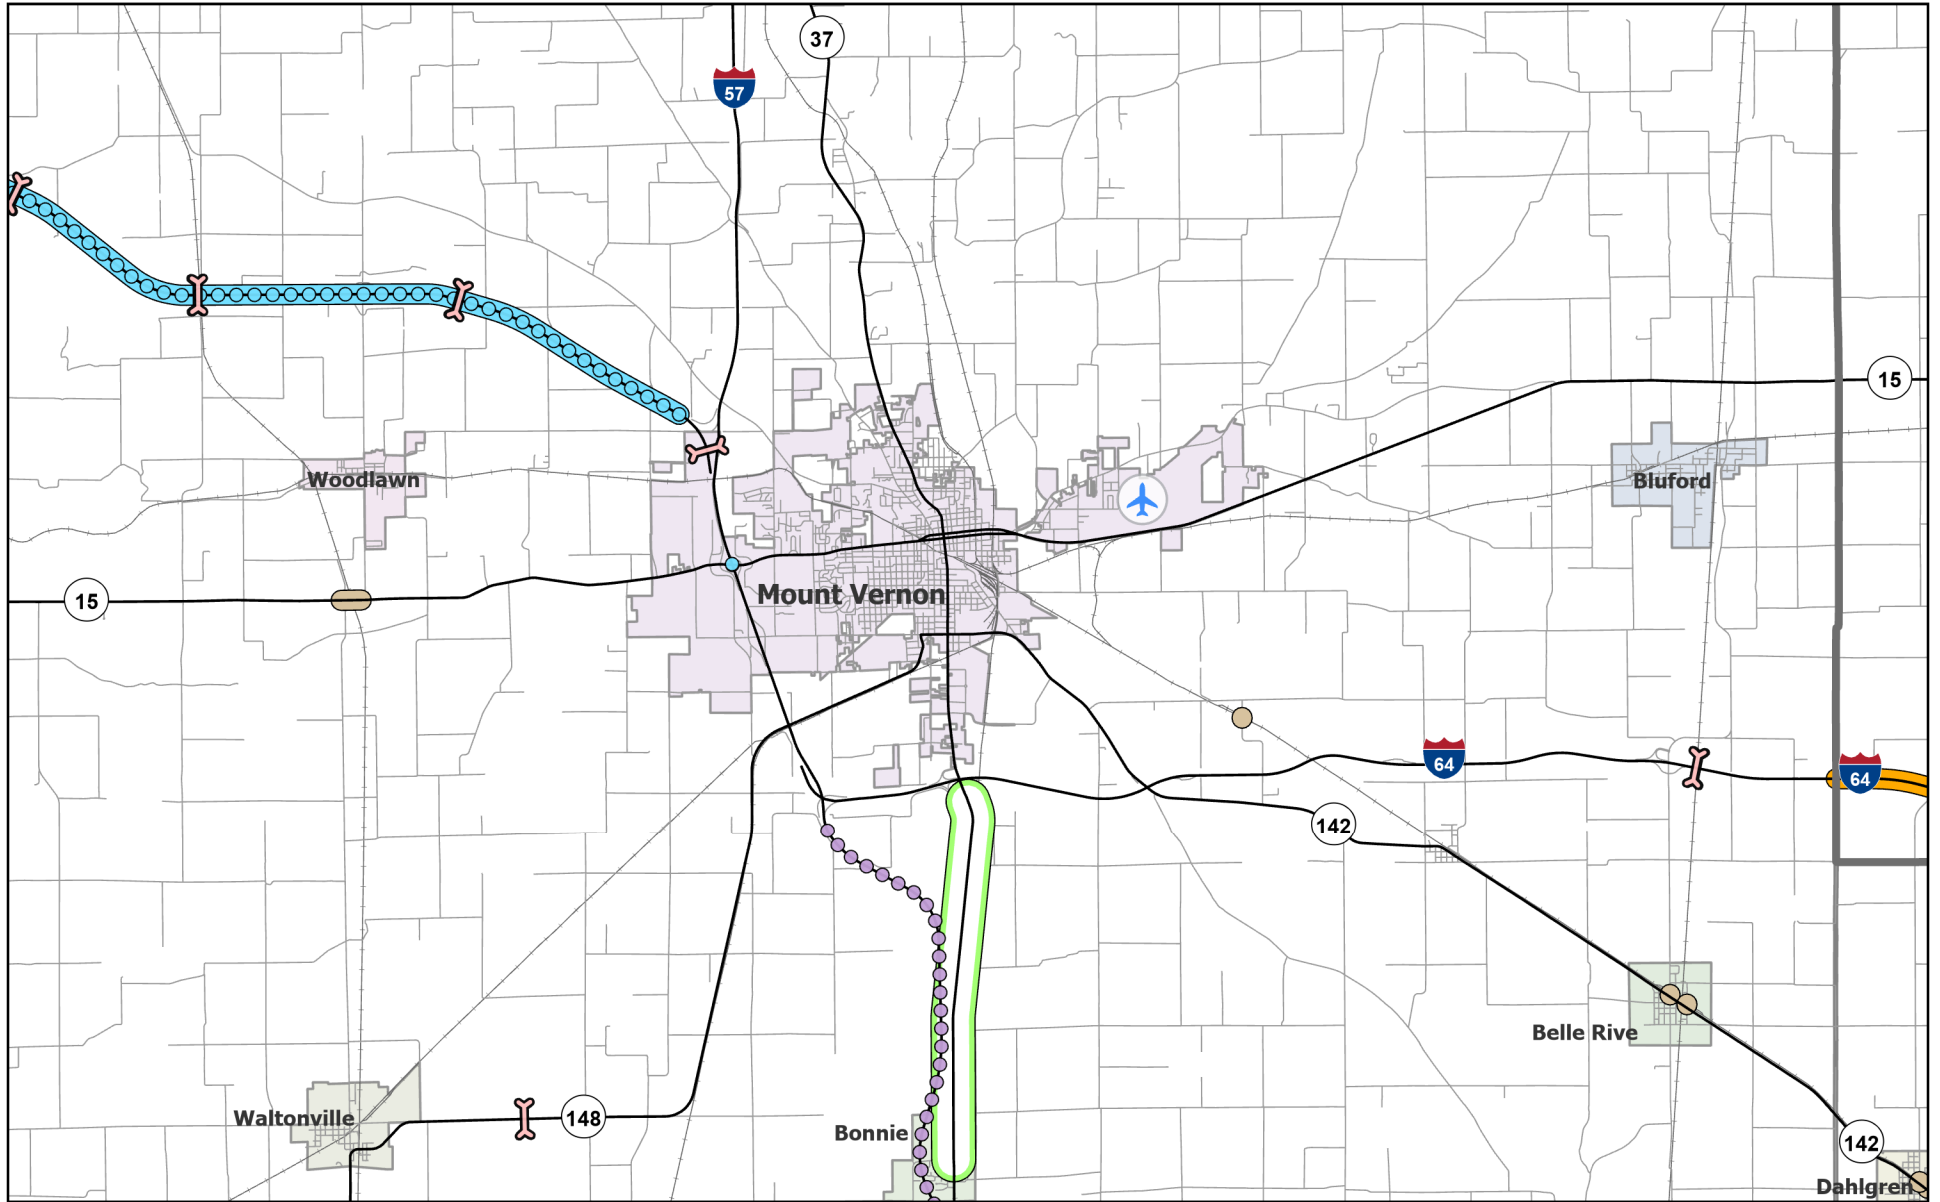 37
57
15
Woodlawn
Bluford
Mount Vernon
15
64
64
142
Belle Rive
Waltonville
148
Bonnie
142
Dahlgren